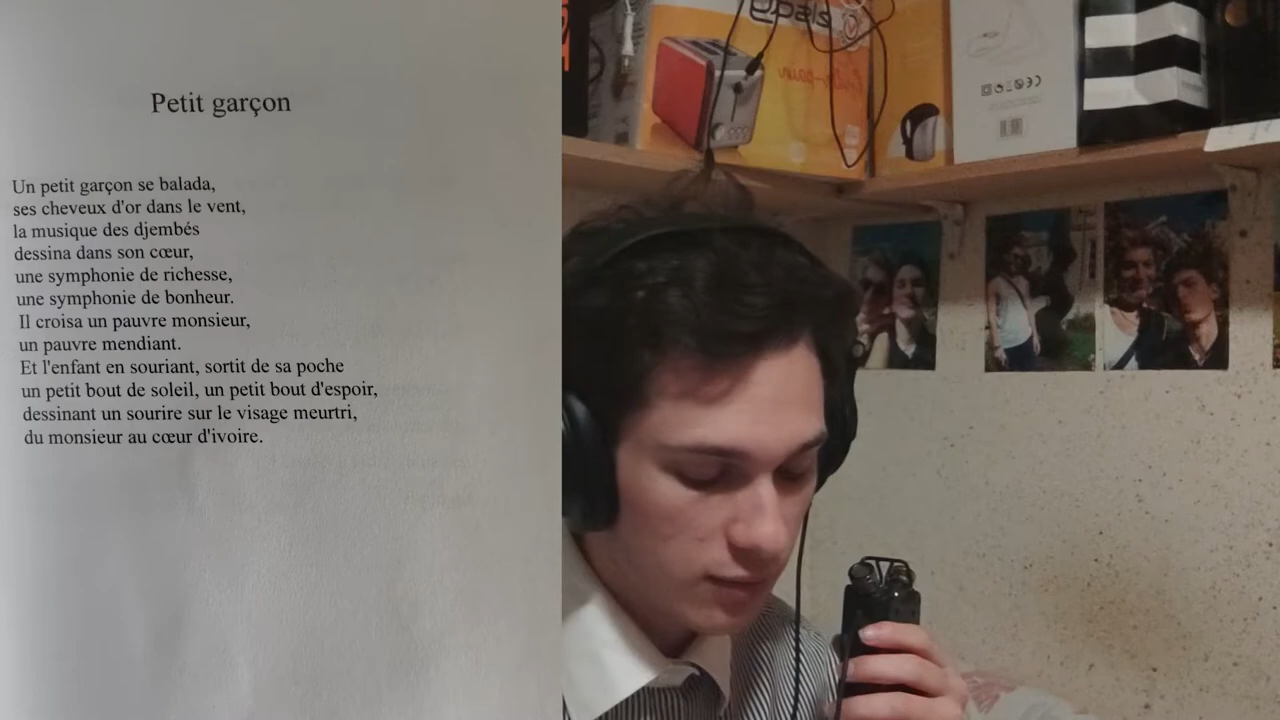 Petit garçon
Un petit garçon se balada,
ses cheveux d'or dans le vent,
la musique des djembés
dessina dans son cœur,
une symphonie de richesse,
une symphonie de bonheur.
Il croisa un pauvre monsieur,
un pauvre mendiant.
Et l'enfant en souriant, sortit de sa poche
un petit bout de soleil, un petit bout d'espoir,
dessinant un sourire sur le visage meurtri,
du monsieur au cœur d'ivoire.